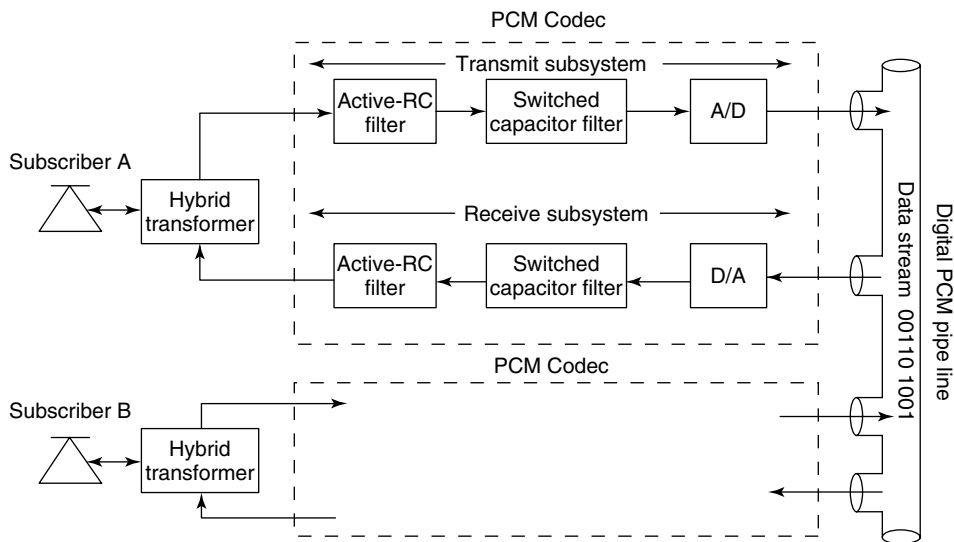 PCM Codec
Transmit subsystem
Active-RC
filter
Switched
capacitor filter
A/D
Subscriber A
Hybrid
transformer
Receive subsystem
Active-RC
filter
Switched
capacitor filter
D/A
PCM Codec
Subscriber B
Hybrid
transformer
Data stream 00110 1001
Digital PCM pipe line